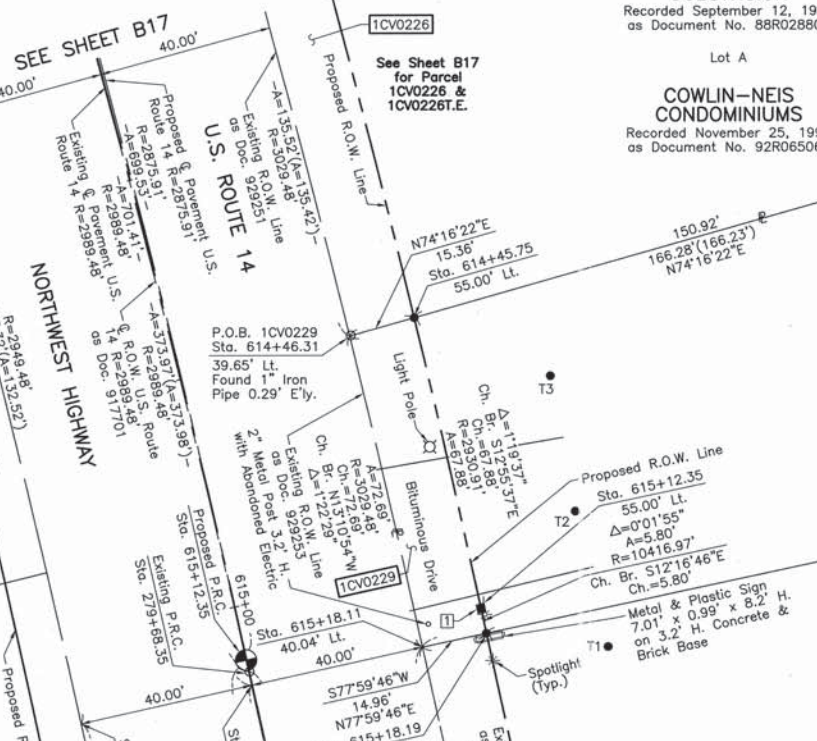 SEE SHEET B17
40.00'
40.00'
1CV0226
See Sheet B17
for Parcel
1CV0226 &
1CV0226T.E.
Recorded September 12, 19
as Document No. 88R0288
Lot A
COWLIN-NEIS
CONDOMINIUMS
Recorded November 25, 199
as Document No. 92R06506
Proposed R.O.W. Line
-A=135.52'(A=135.42')-
R=3029.48'
Existing R.O.W. Line
as Doc. 929251
U.S. ROUTE 14
Proposed ℄ Pavement U.S.
Route 14 R=2875.91'
R=2875.91'
-A=699.53'-
-A=701.41'-
R=2989.48'
Existing ℄ Pavement U.S.
Route 14 R=2989.48'
NORTHWEST HIGHWAY
-A=373.97'(A=373.98')-
R=2989.48'
℄ R.O.W. U.S. Route
14 R=2989.48'
as Doc. 917701
R=2949.48'
(A=132.52')
N74°16'22"E
15.36'
Sta. 614+45.75
55.00' Lt.
150.92'
166.28'(166.23')
N74°16'22"E
P.O.B. 1CV0229
Sta. 614+46.31
39.65' Lt.
Found 1" Iron
Pipe 0.29' E'ly.
Light Pole
T3
Δ=1°19'37"
Ch. Br. S12°55'37"E
Ch.=67.88'
R=2930.91'
A=67.88'
A=72.69'
R=3029.48'
Ch.=72.69'
Ch. Br. N13°10'54"W
Δ=1°22'29"
Existing R.O.W. Line
as Doc. 929253
2" Metal Post 3.2' H.
with Abandoned Electric
Bituminous Drive
1CV0229
Proposed R.O.W. Line
Sta. 615+12.35
55.00' Lt.
Δ=0°01'55"
A=5.80'
R=10416.97'
Ch. Br. S12°16'46"E
Ch.=5.80'
T2
1
Metal & Plastic Sign
7.01' x 0.99' x 8.2' H.
on 3.2' H. Concrete &
Brick Base
T1
Spotlight
(Typ.)
615+00
Proposed P.R.C.
Sta. 615+12.35
Existing P.R.C.
Sta. 279+68.35
Sta. 615+18.11
40.04' Lt.
40.00'
40.00'
S77°59'46"W
14.96'
N77°59'46"E
615+18.19
Proposed